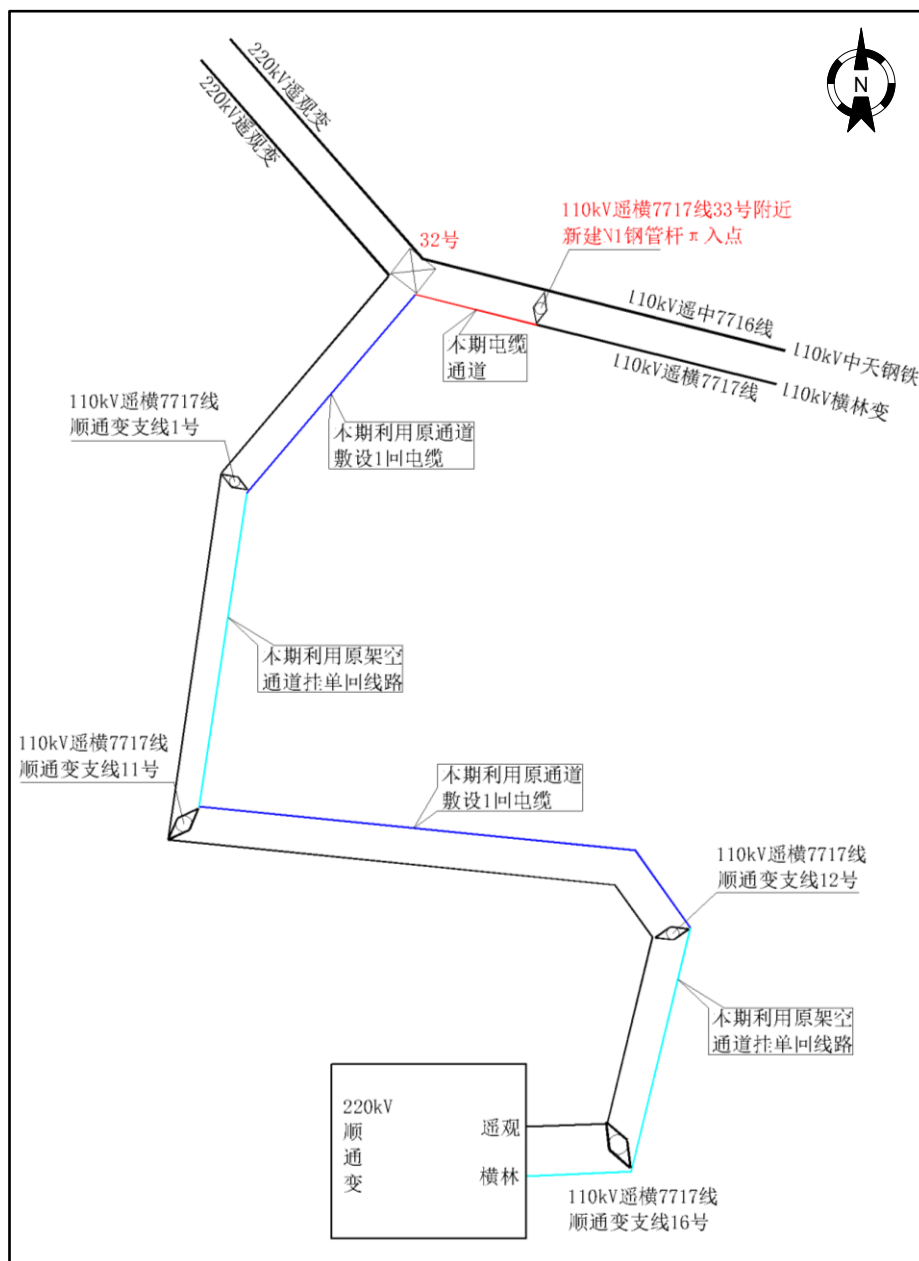 220kV遥观变
220kV遥观变
N
110kV遥横7717线33号附近
新建N1钢管杆π入点
32号
110kV遥中7716线
110kV中天钢铁
本期电缆
通道
110kV遥横7717线
110kV横林变
110kV遥横7717线
顺通变支线1号
本期利用原通道
敷设1回电缆
本期利用原架空
通道挂单回线路
110kV遥横7717线
顺通变支线11号
本期利用原通道
敷设1回电缆
110kV遥横7717线
顺通变支线12号
本期利用原架空
通道挂单回线路
220kV
顺
通
变
遥观
横林
110kV遥横7717线
顺通变支线16号